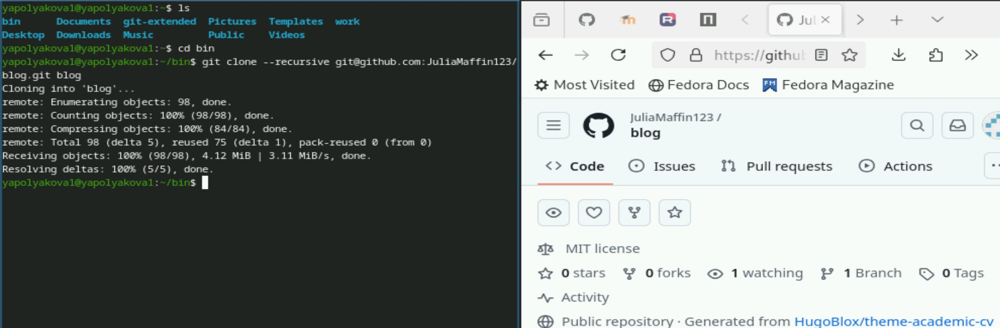 yapolyakova1@yapolyakova1:~$ ls
bin Documents git-extended Pictures Templates work
Desktop Downloads Music Public Videos
yapolyakova1@yapolyakova1:~$ cd bin
yapolyakova1@yapolyakova1:~/bin$ git clone --recursive git@github.com:JuliaMaffin123/
blog.git blog
Cloning into 'blog'...
remote: Enumerating objects: 98, done.
remote: Counting objects: 100% (98/98), done.
remote: Compressing objects: 100% (84/84), done.
remote: Total 98 (delta 5), reused 75 (delta 1), pack-reused 0 (from 0)
Receiving objects: 100% (98/98), 4.12 MiB | 3.11 MiB/s, done.
Resolving deltas: 100% (5/5), done.
yapolyakova1@yapolyakova1:~/bin$
Jul
https://githu
Most Visited Fedora Docs FM Fedora Magazine
JuliaMaffin123 /
blog
Code Issues Pull requests Actions
MIT license
0 stars 0 forks 1 watching 1 Branch 0 Tags
Activity
Public repository · Generated from HugoBlox/theme-academic-cv